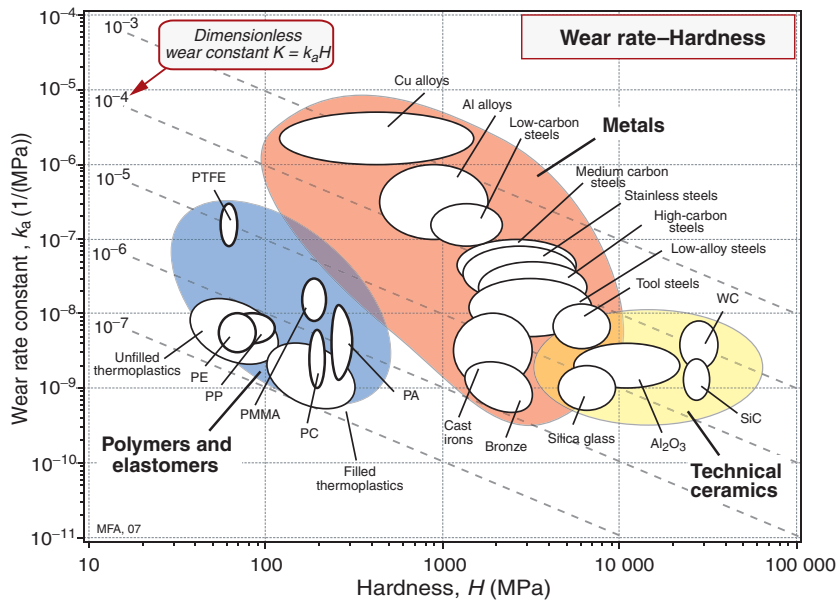 Wear rate–Hardness
Dimensionless
wear constant K = kₐH
10⁻³
10⁻⁴
10⁻⁵
10⁻⁶
10⁻⁷
10⁻⁴
10⁻⁵
10⁻⁶
10⁻⁷
10⁻⁸
10⁻⁹
10⁻¹⁰
10⁻¹¹
Wear rate constant , kₐ (1/(MPa))
Cu alloys
Al alloys
Low-carbon
steels
Metals
Medium carbon
steels
Stainless steels
High-carbon
steels
Low-alloy steels
Tool steels
WC
PTFE
Unfilled
thermoplastics
PE
PP
PMMA
PC
PA
Polymers and
elastomers
Filled
thermoplastics
Cast
irons
Bronze
Silica glass
Al₂O₃
SiC
Technical
ceramics
MFA, 07
10
100
1000
10 000
100 000
Hardness, H (MPa)